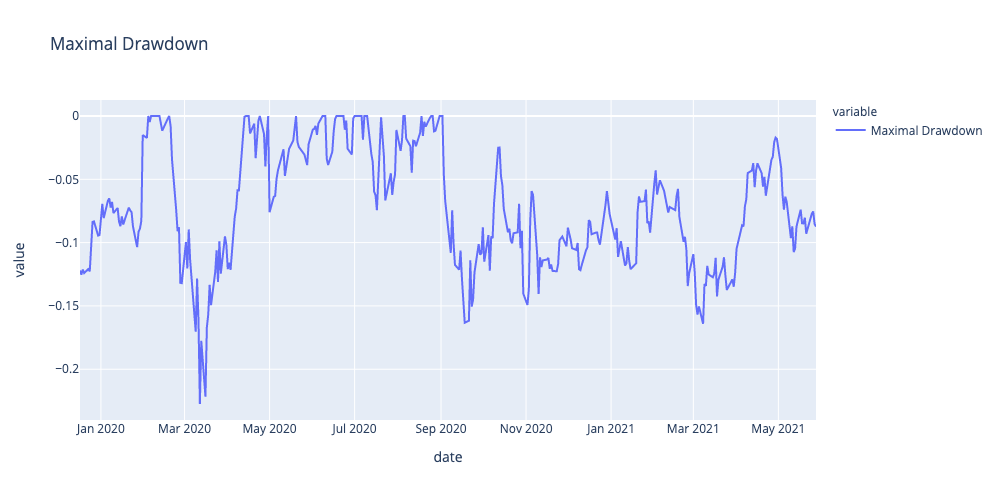 Maximal Drawdown
variable
Maximal Drawdown
value
0
−0.05
−0.1
−0.15
−0.2
Jan 2020
Mar 2020
May 2020
Jul 2020
Sep 2020
Nov 2020
Jan 2021
Mar 2021
May 2021
date